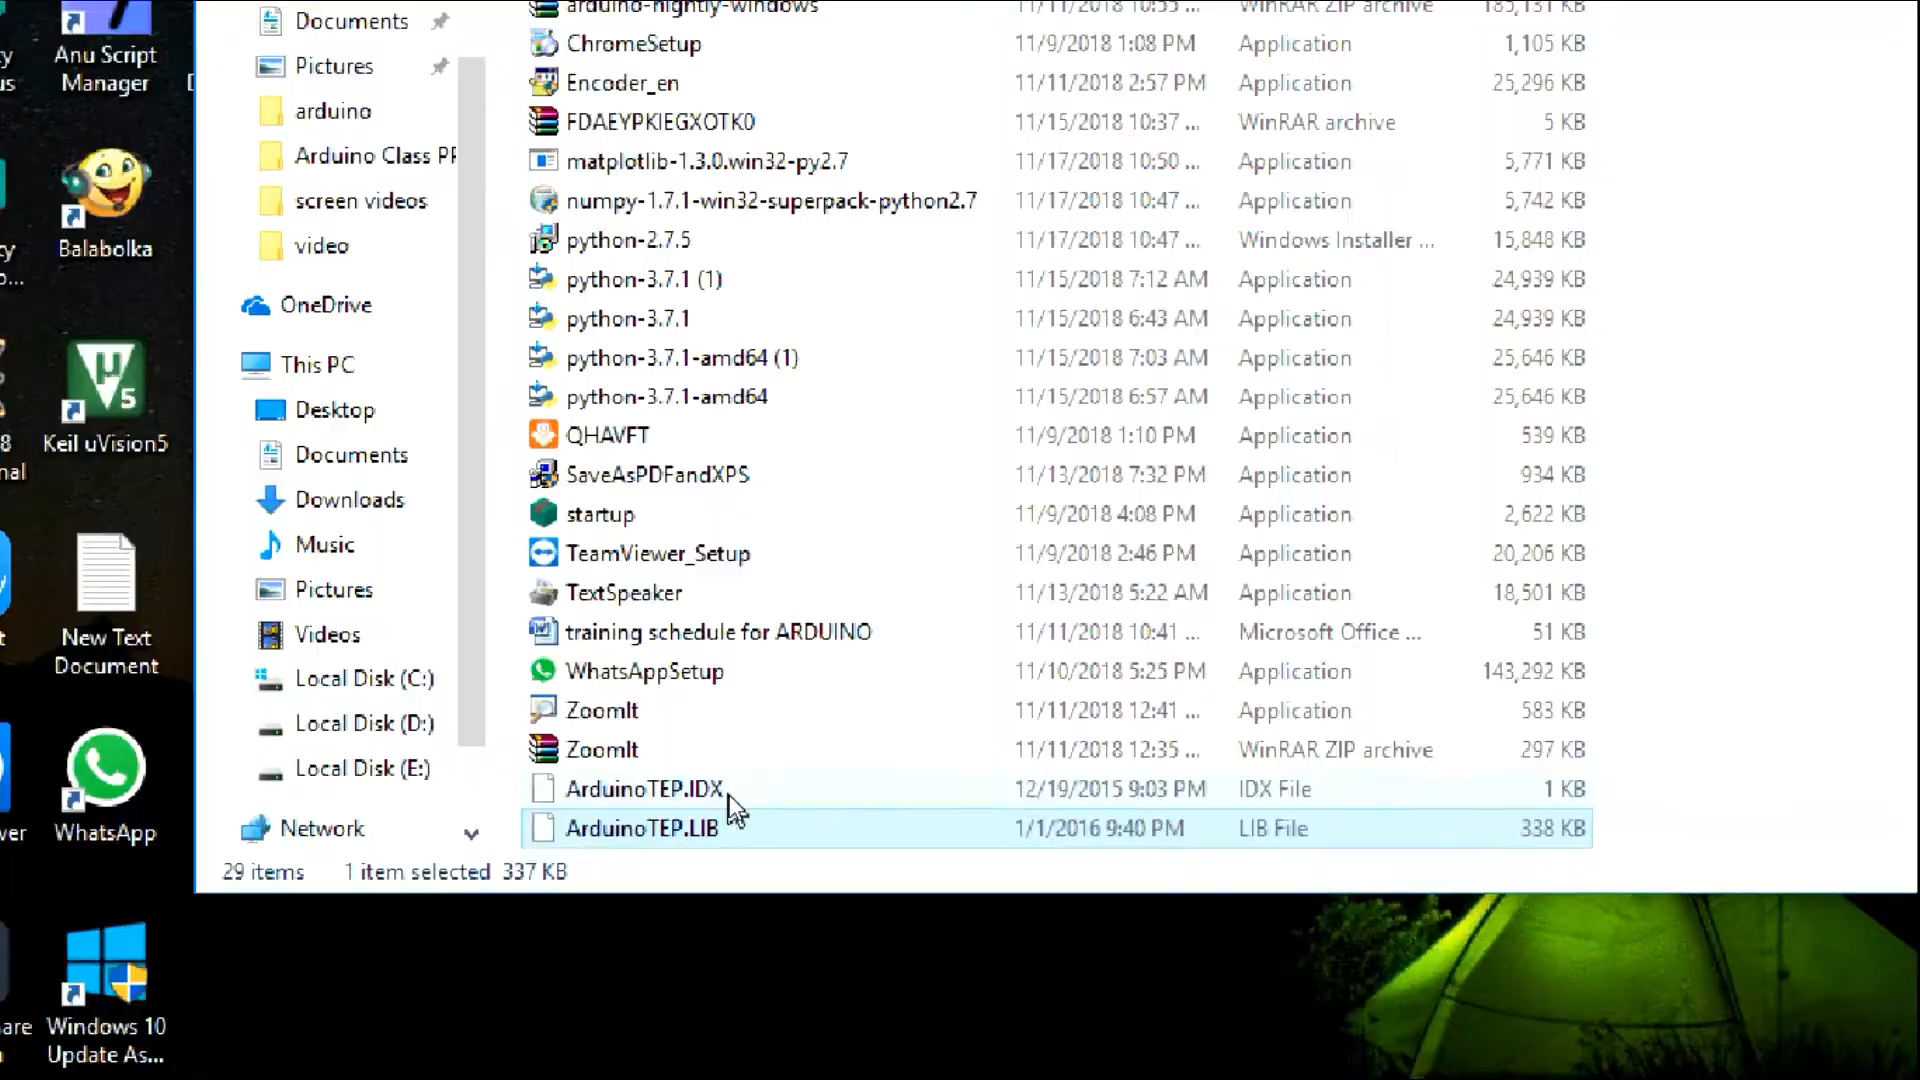 Anu Script
Manager
Balabolka
Keil uVision5
New Text
Document
WhatsApp
Windows 10
Update As...
Documents
Pictures
arduino
Arduino Class PF
screen videos
video
OneDrive
This PC
Desktop
Documents
Downloads
Music
Pictures
Videos
Local Disk (C:)
Local Disk (D:)
Local Disk (E:)
Network
arduino-nightly-windows 11/11/2018 10:55 ... WinRAR ZIP archive 185,131 KB
ChromeSetup 11/9/2018 1:08 PM Application 1,105 KB
Encoder_en 11/11/2018 2:57 PM Application 25,296 KB
FDAEYPKIEGXOTK0 11/15/2018 10:37 ... WinRAR archive 5 KB
matplotlib-1.3.0.win32-py2.7 11/17/2018 10:50 ... Application 5,771 KB
numpy-1.7.1-win32-superpack-python2.7 11/17/2018 10:47 ... Application 5,742 KB
python-2.7.5 11/17/2018 10:47 ... Windows Installer ... 15,848 KB
python-3.7.1 (1) 11/15/2018 7:12 AM Application 24,939 KB
python-3.7.1 11/15/2018 6:43 AM Application 24,939 KB
python-3.7.1-amd64 (1) 11/15/2018 7:03 AM Application 25,646 KB
python-3.7.1-amd64 11/15/2018 6:57 AM Application 25,646 KB
QHAVFT 11/9/2018 1:10 PM Application 539 KB
SaveAsPDFandXPS 11/13/2018 7:32 PM Application 934 KB
startup 11/9/2018 4:08 PM Application 2,622 KB
TeamViewer_Setup 11/9/2018 2:46 PM Application 20,206 KB
TextSpeaker 11/13/2018 5:22 AM Application 18,501 KB
training schedule for ARDUINO 11/11/2018 10:41 ... Microsoft Office ... 51 KB
WhatsAppSetup 11/10/2018 5:25 PM Application 143,292 KB
ZoomIt 11/11/2018 12:41 ... Application 583 KB
ZoomIt 11/11/2018 12:35 ... WinRAR ZIP archive 297 KB
ArduinoTEP.IDX 12/19/2015 9:03 PM IDX File 1 KB
ArduinoTEP.LIB 1/1/2016 9:40 PM LIB File 338 KB
29 items 1 item selected 337 KB